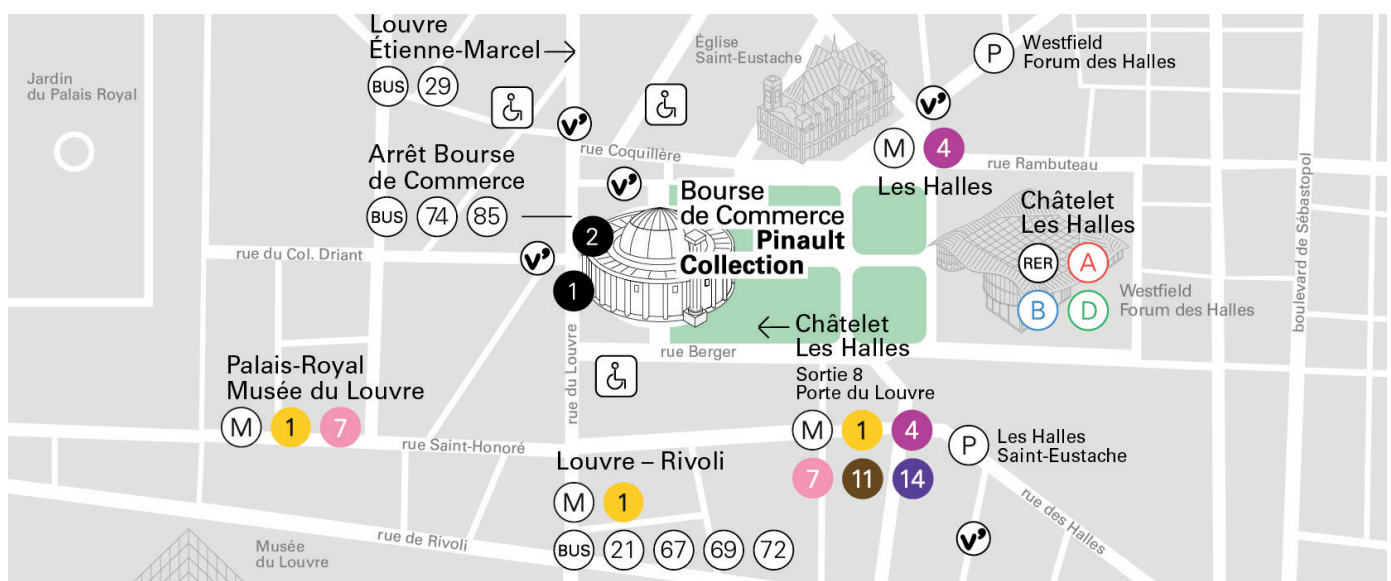 Louvre
Étienne-Marcel →
BUS 29
Jardin
du Palais Royal
Église
Saint-Eustache
P
Westfield
Forum des Halles
V’
V’
rue Coquillère
M 4
Les Halles
rue Rambuteau
Arrêt Bourse
de Commerce
BUS 74 85
V’
Bourse
de Commerce
Pinault
Collection
2
1
Châtelet
Les Halles
RER A
B D
Westfield
Forum des Halles
boulevard de Sébastopol
rue du Col. Driant
V’
← Châtelet
Les Halles
Sortie 8
Porte du Louvre
M 1 4
7 11 14
rue Berger
rue du Louvre
Palais-Royal
Musée du Louvre
M 1 7
rue Saint-Honoré
Louvre – Rivoli
M 1
BUS 21 67 69 72
P
Les Halles
Saint-Eustache
rue des Halles
V’
rue de Rivoli
Musée
du Louvre